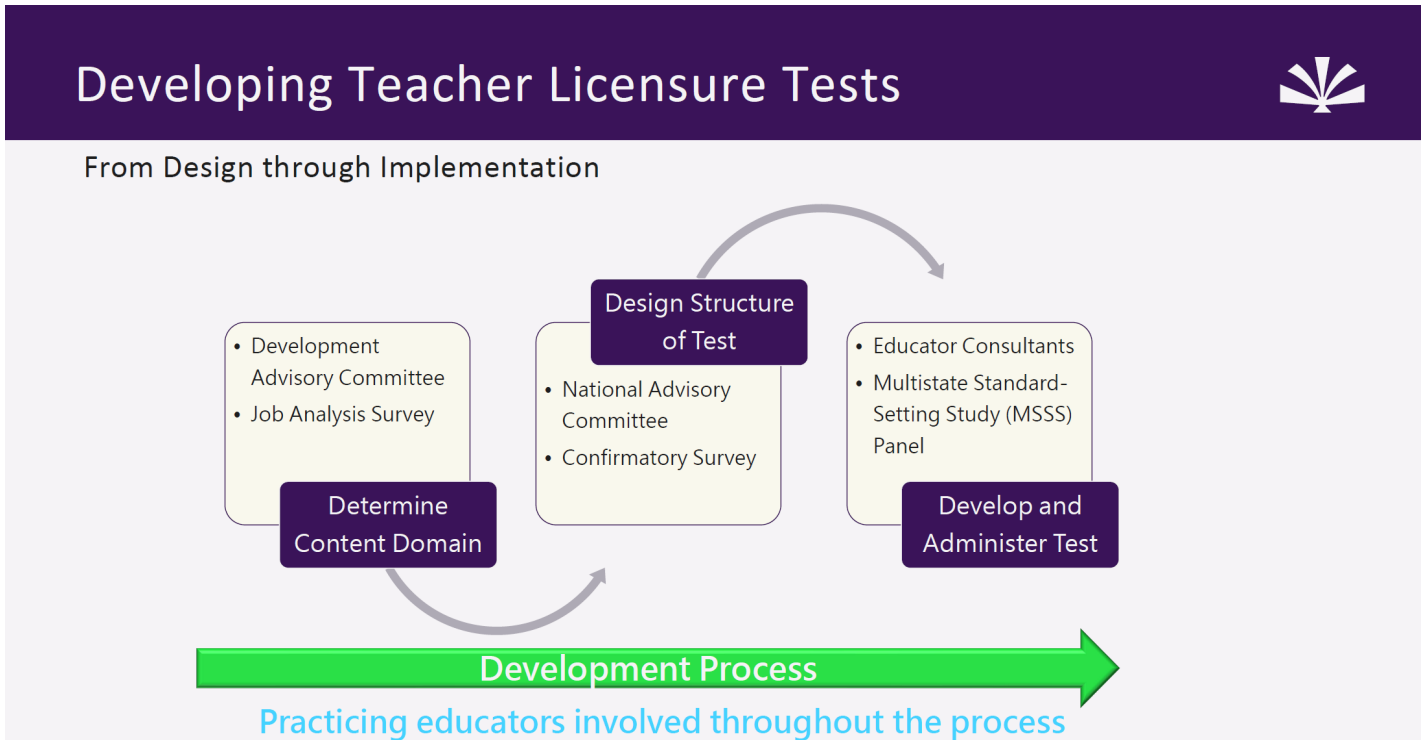 Developing Teacher Licensure Tests
From Design through Implementation
• Development
Advisory Committee
• Job Analysis Survey
Determine
Content Domain
Design Structure
of Test
• National Advisory
Committee
• Confirmatory Survey
• Educator Consultants
• Multistate Standard-
Setting Study (MSSS)
Panel
Develop and
Administer Test
Development Process
Practicing educators involved throughout the process